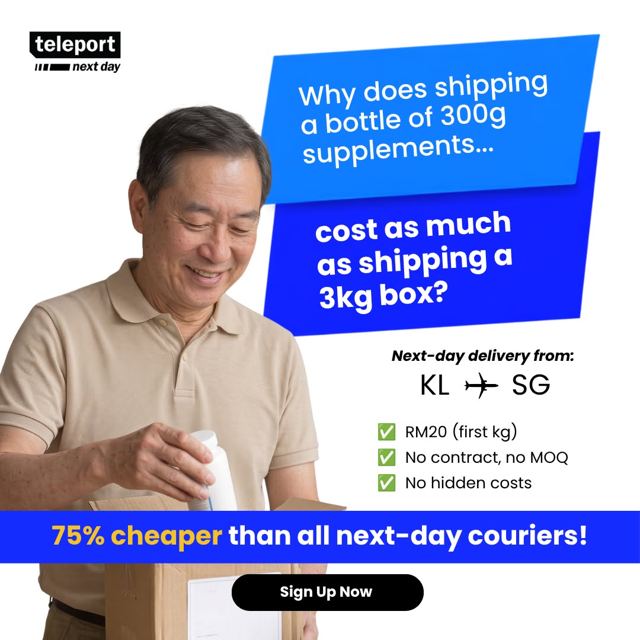 teleport
next day
Why does shipping
a bottle of 300g
supplements...
cost as much
as shipping a
3kg box?
Next-day delivery from:
KL ✈ SG
✅ RM20 (first kg)
✅ No contract, no MOQ
✅ No hidden costs
75% cheaper than all next-day couriers!
Sign Up Now